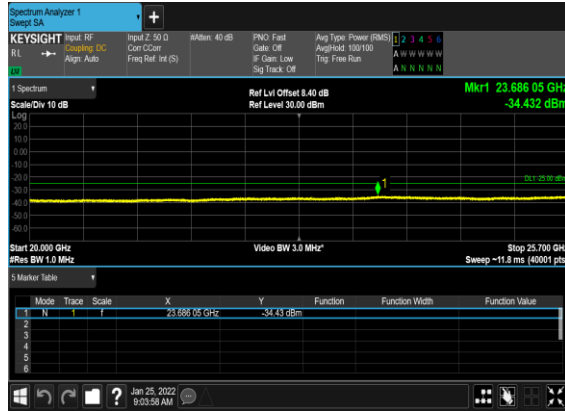 Spectrum Analyzer 1
Swept SA
+
KEYSIGHT Input: RF Input Z: 50 Ω #Atten: 40 dB PNO: Fast Avg Type: Power (RMS) 1 2 3 4 5 6
RL Coupling: DC Corr CCorr Gate: Off Avg|Hold: 100/100 A W W W W W
Align: Auto Freq Ref: Int (S) IF Gain: Low Trig: Free Run
Sig Track: Off A N N N N N
1 Spectrum Ref Lvl Offset 8.40 dB Mkr1 23.686 05 GHz
Scale/Div 10 dB Ref Level 30.00 dBm -34.432 dBm
Log
20.0
10.0
0.00
-10.0
1
-20.0 DL1 -25.00 dBm
-30.0
-40.0
-50.0
-60.0
Start 20.000 GHz Video BW 3.0 MHz* Stop 25.700 GHz
#Res BW 1.0 MHz Sweep ~11.8 ms (40001 pts
5 Marker Table
Mode Trace Scale X Y Function Function Width Function Value
1 N 1 f 23.686 05 GHz -34.43 dBm
2
3
4
5
6
? Jan 25, 2022
9:03:58 AM